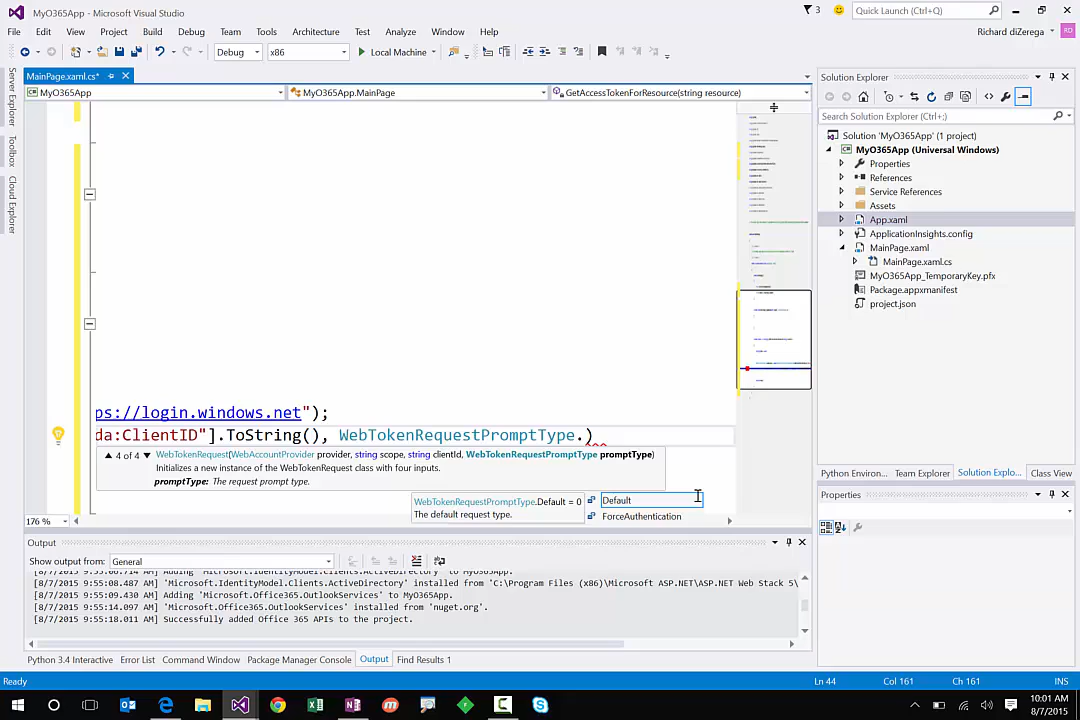 MyO365App - Microsoft Visual Studio
3
Quick Launch (Ctrl+Q)
File Edit View Project Build Debug Team Tools Architecture Test Analyze Window Help
Richard diZerega
RD
Debug x86 Local Machine
MainPage.xaml.cs*
MyO365App MyO365App.MainPage GetAccessTokenForResource(string resource)
Server Explorer
Toolbox
Cloud Explorer
ps://login.windows.net");
da:ClientID"].ToString(), WebTokenRequestPromptType.)
4 of 4 WebTokenRequest(WebAccountProvider provider, string scope, string clientId, WebTokenRequestPromptType promptType)
Initializes a new instance of the WebTokenRequest class with four inputs.
promptType: The request prompt type.
WebTokenRequestPromptType.Default = 0
The default request type.
Default
ForceAuthentication
176 %
Solution Explorer
Search Solution Explorer (Ctrl+;)
Solution 'MyO365App' (1 project)
MyO365App (Universal Windows)
Properties
References
Service References
Assets
App.xaml
ApplicationInsights.config
MainPage.xaml
MainPage.xaml.cs
MyO365App_TemporaryKey.pfx
Package.appxmanifest
project.json
Python Environ... Team Explorer Solution Explo... Class View
Properties
Output
Show output from: General
[8/7/2015 9:55:08.487 AM] 'Microsoft.IdentityModel.Clients.ActiveDirectory' installed from 'C:\Program Files (x86)\Microsoft ASP.NET\ASP.NET Web Stack 5\
[8/7/2015 9:55:09.430 AM] Adding 'Microsoft.Office365.OutlookServices' to MyO365App.
[8/7/2015 9:55:14.097 AM] 'Microsoft.Office365.OutlookServices' installed from 'nuget.org'.
[8/7/2015 9:55:18.011 AM] Successfully added Office 365 APIs to the project.
Python 3.4 Interactive Error List Command Window Package Manager Console Output Find Results 1
Ready Ln 44 Col 161 Ch 161 INS
10:01 AM
8/7/2015